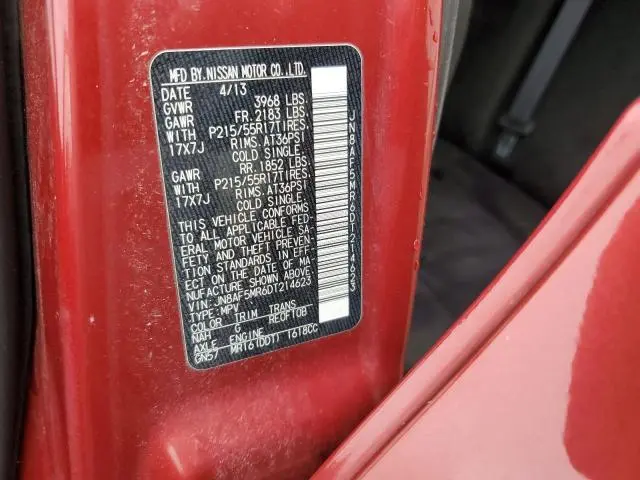 MFD.BY.NISSAN MOTOR CO.,LTD.
DATE 4/13
GVWR 3968 LBS.
GAWR FR. 2183 LBS.
WITH P215/55R17TIRES,
17X7J RIMS,AT36PSI
COLD SINGLE.
GAWR RR. 1852 LBS.
WITH P215/55R17TIRES,
17X7J RIMS,AT36PSI
COLD SINGLE.
THIS VEHICLE CONFORMS
TO ALL APPLICABLE FED-
ERAL MOTOR VEHICLE SA-
FETY AND THEFT PREVEN-
TION STANDARDS IN EFF-
ECT ON THE DATE OF MA-
NUFACTURE SHOWN ABOVE.
VIN: JN8AF5MR6DT214623
TYPE: MPV
COLOR TRIM TRANS
NAH G RE0F10B
AXLE ENGINE
GN57 MR16(DDT) 1618CC
JN8AF5MR6DT214623